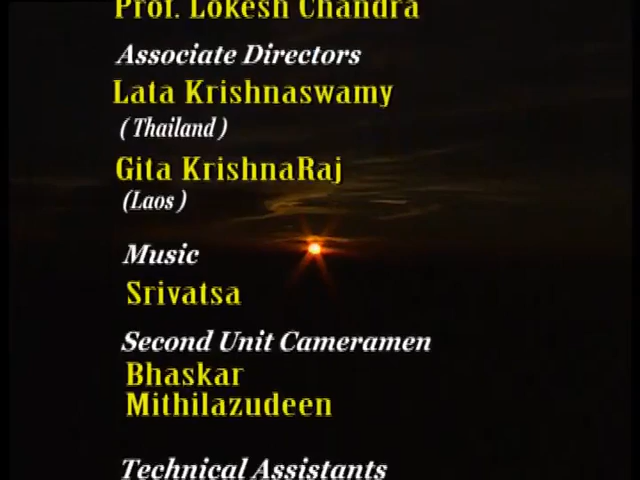 Prof. Lokesh Chandra
Associate Directors
Lata Krishnaswamy
( Thailand )
Gita KrishnaRaj
(Laos )
Music
Srivatsa
Second Unit Cameramen
Bhaskar
Mithilazudeen
Technical Assistants